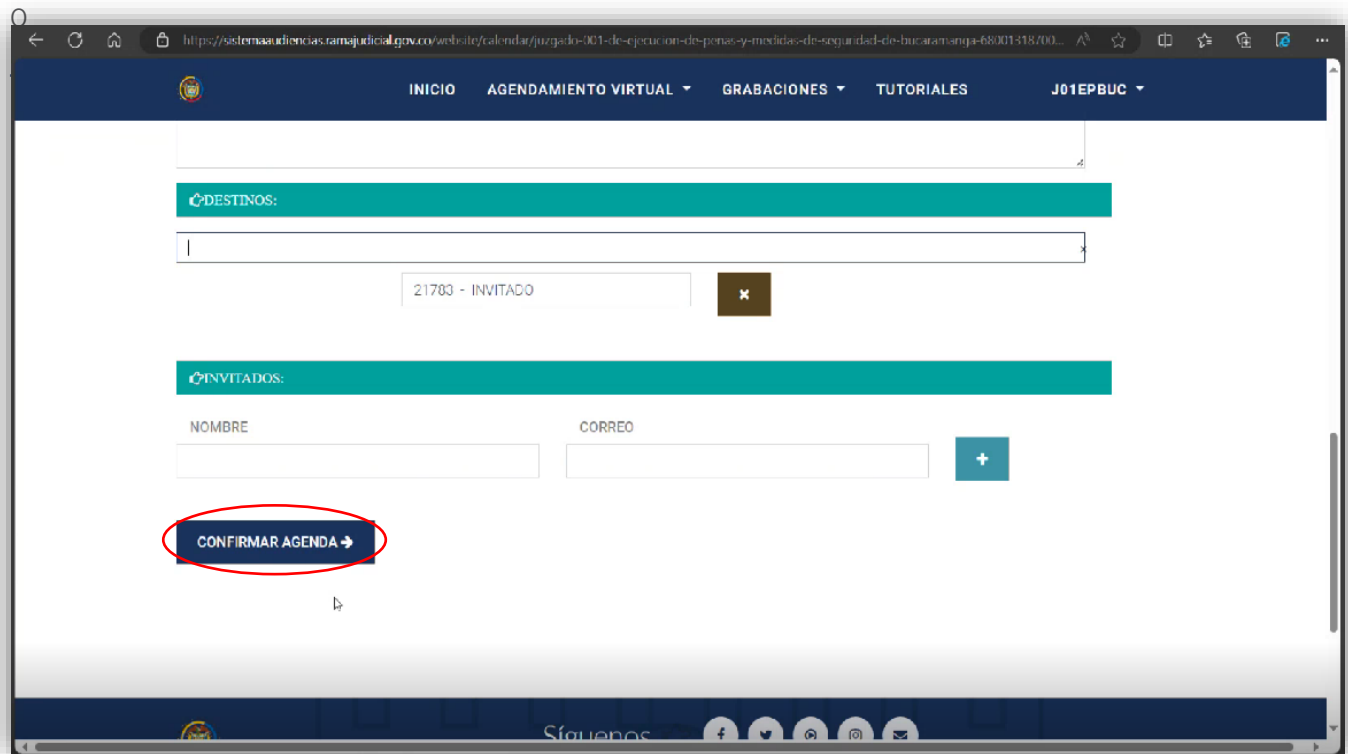 O
https://sistemaaudiencias.ramajudicial.gov.co/website/calendar/juzgado-001-de-ejecucion-de-penas-y-medidas-de-seguridad-de-bucaramanga-68001318700...
INICIO AGENDAMIENTO VIRTUAL GRABACIONES TUTORIALES J01EPBUC
DESTINOS:
21783 - INVITADO
INVITADOS:
NOMBRE CORREO
CONFIRMAR AGENDA
Síguenos